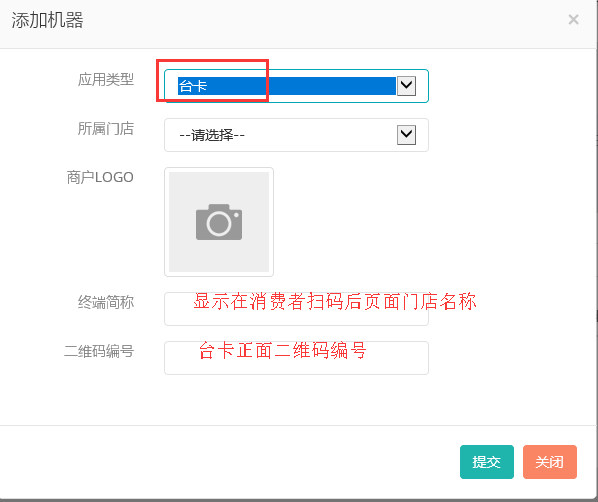 添加机器 ×
应用类型 台卡
所属门店 --请选择--
商户LOGO
终端简称 显示在消费者扫码后页面门店名称
二维码编号 台卡正面二维码编号
提交 关闭